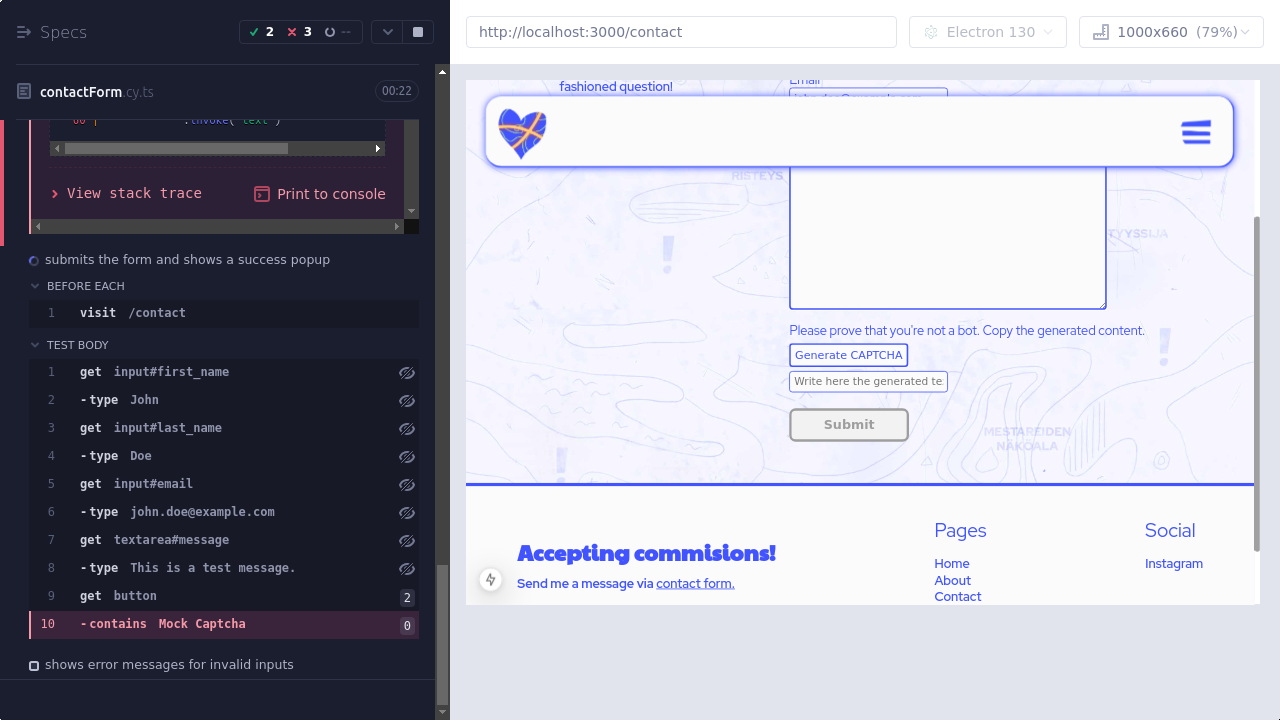 Specs
2
3
--
http://localhost:3000/contact
Electron 130
1000x660 (79%)
contactForm.cy.ts
00:22
60 | .invoke('text')
View stack trace
Print to console
submits the form and shows a success popup
BEFORE EACH
1 visit /contact
TEST BODY
1 get input#first_name
2 -type John
3 get input#last_name
4 -type Doe
5 get input#email
6 -type john.doe@example.com
7 get textarea#message
8 -type This is a test message.
9 get button 2
10 -contains Mock Captcha 0
shows error messages for invalid inputs
fashioned question!
Email
john.doe@example.com
RISTEYS
TYYSSIJA
Please prove that you're not a bot. Copy the generated content.
Generate CAPTCHA
Write here the generated te
Submit
MESTAREIDEN
NÄKÖALA
Accepting commisions!
Send me a message via contact form.
Pages
Home
About
Contact
Social
Instagram